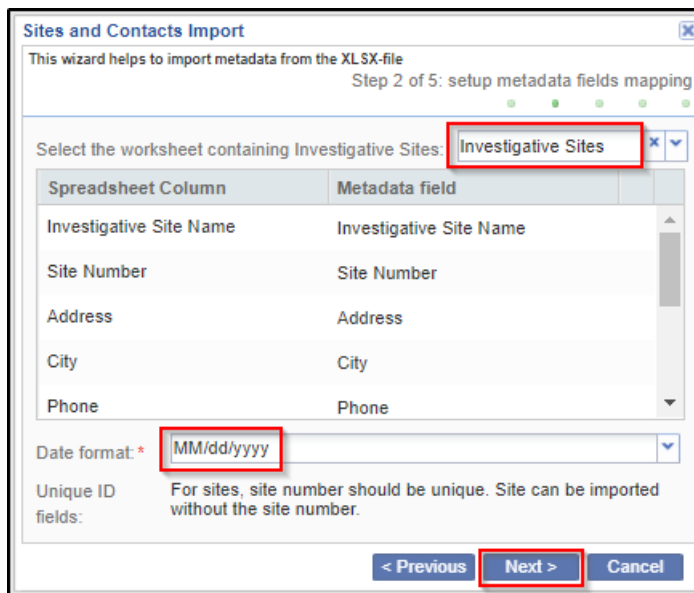 Sites and Contacts Import
This wizard helps to import metadata from the XLSX-file
Step 2 of 5: setup metadata fields mapping
Select the worksheet containing Investigative Sites: Investigative Sites
Spreadsheet Column Metadata field
Investigative Site Name Investigative Site Name
Site Number Site Number
Address Address
City City
Phone Phone
Date format: * MM/dd/yyyy
Unique ID fields: For sites, site number should be unique. Site can be imported
without the site number.
< Previous Next > Cancel